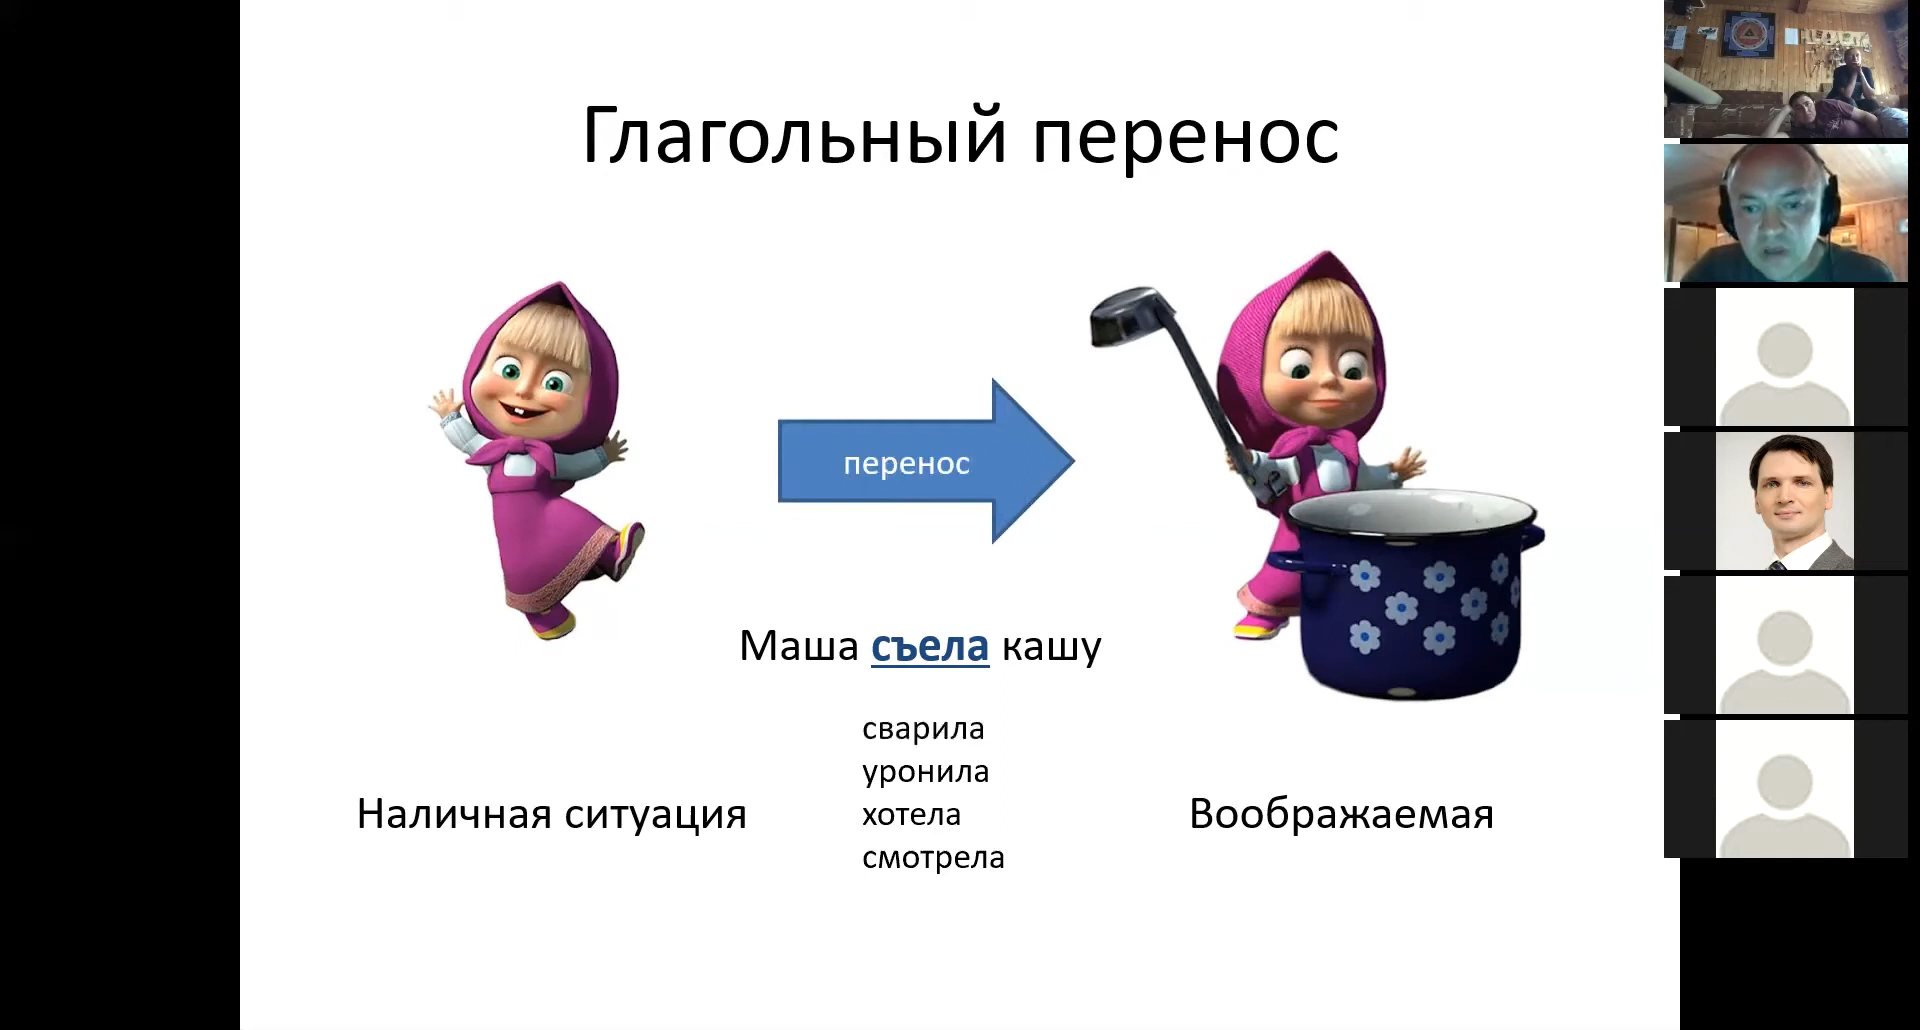 Глагольный перенос
перенос
Маша съела кашу
сварила
уронила
хотела
смотрела
Наличная ситуация
Воображаемая